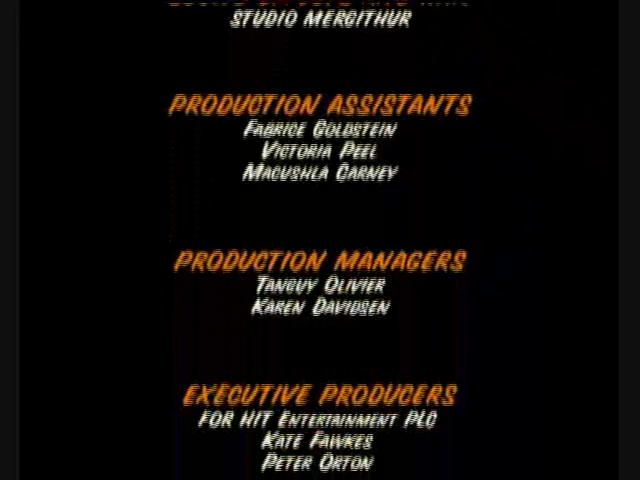 STUDIO MERGITHUR
PRODUCTION ASSISTANTS
FABRICE GOLDSTEIN
VICTORIA PEEL
MACUSHLA CARNEY
PRODUCTION MANAGERS
TANGUY OLIVIER
KAREN DAVIDSEN
EXECUTIVE PRODUCERS
FOR HIT ENTERTAINMENT PLC
KATE FAWKES
PETER ORTON